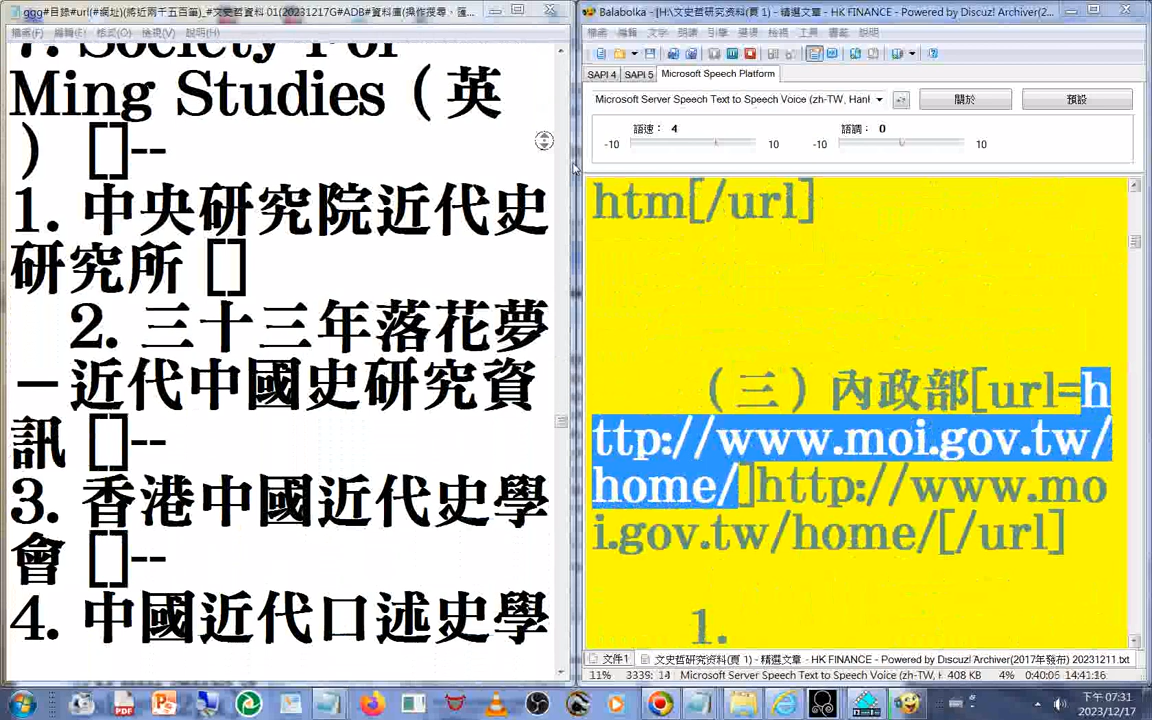 ggg#目錄#url(#網址)(將近兩千五百筆)_#文史哲資料 01(20231217G#ADB#資料庫(操作搜尋，匯...
檔案(F) 編輯(E) 格式(O) 檢視(V) 說明(H)
7. Society For
Ming Studies（英
） []--
1. 中央研究院近代史
研究所 []
2. 三十三年落花夢
－近代中國史研究資
訊 []--
3. 香港中國近代史學
會 []--
4. 中國近代口述史學
Balabolka - [H:\文史哲研究资料(頁 1) - 精選文章 - HK FINANCE - Powered by Discuz! Archiver(2...
檔案 編輯 文字 朗讀 引擎 選項 檢視 工具 書籤 說明
SAPI 4 SAPI 5 Microsoft Speech Platform
Microsoft Server Speech Text to Speech Voice (zh-TW, HanH
關於 預設
語速： 4 語調： 0
-10 10 -10 10
htm[/url]
（三）內政部[url=h
ttp://www.moi.gov.tw/
home/]http://www.mo
i.gov.tw/home/[/url]
1.
文件1 文史哲研究资料(頁 1) - 精選文章 - HK FINANCE - Powered by Discuz! Archiver(2017年發布) 20231211.txt
11% 3339: 14 Microsoft Server Speech Text to Speech Voice (zh-TW, H 408 KB 4% 0:40:05 14:41:36
下午 07:31
2023/12/17